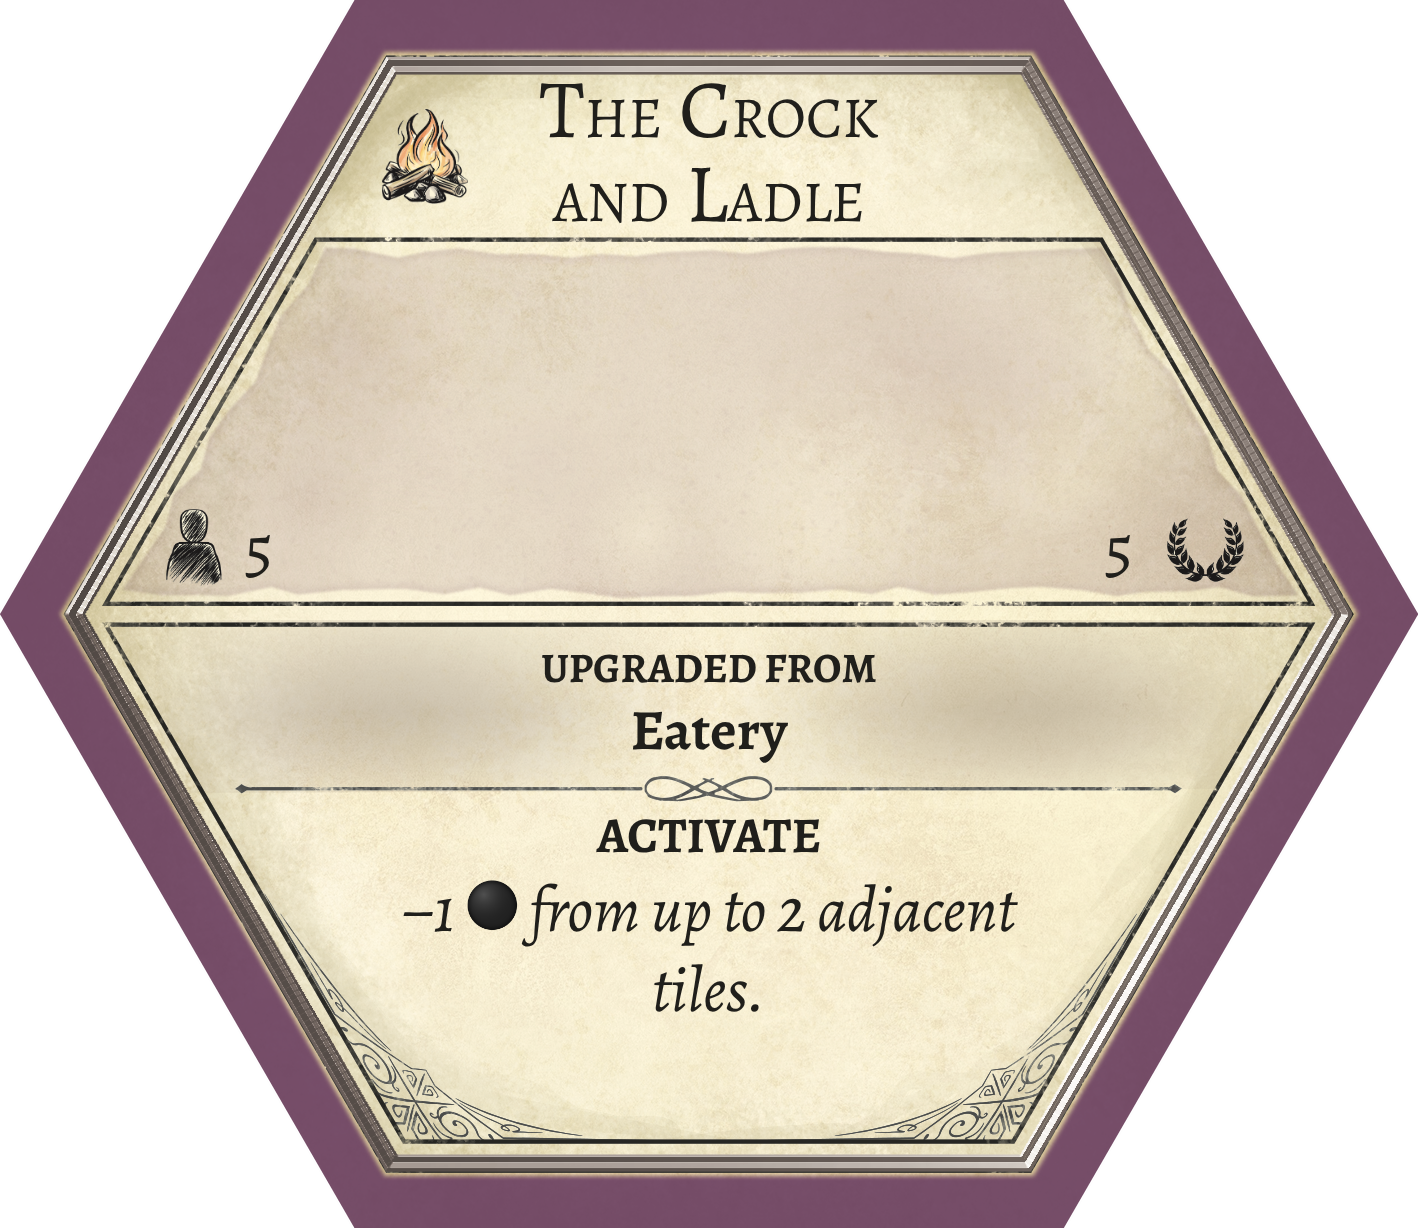 The Crock
and Ladle
5
5
UPGRADED FROM
Eatery
ACTIVATE
–1 from up to 2 adjacent
tiles.